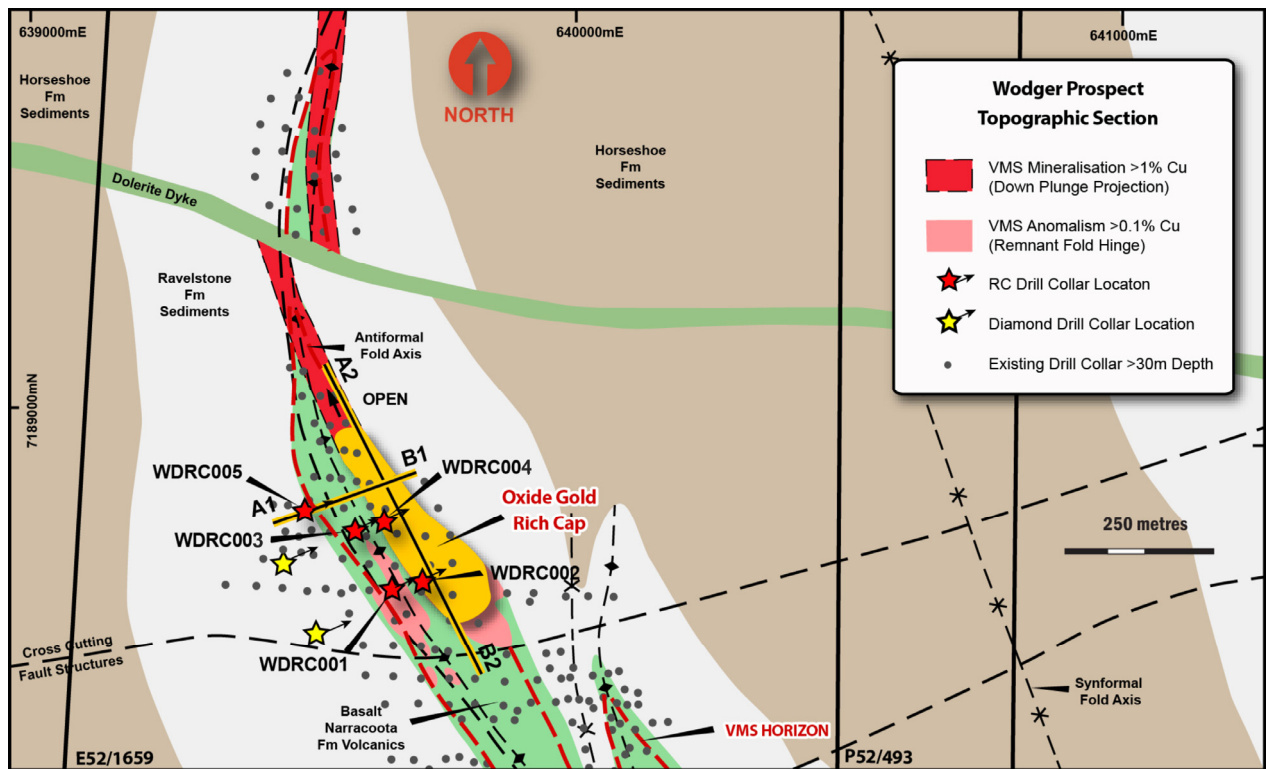 639000mE
640000mE
641000mE
Horseshoe
Fm
Sediments
NORTH
Horseshoe
Fm
Sediments
Wodger Prospect
Topographic Section
VMS Mineralisation >1% Cu
(Down Plunge Projection)
VMS Anomalism >0.1% Cu
(Remnant Fold Hinge)
RC Drill Collar Locaton
Diamond Drill Collar Location
Existing Drill Collar >30m Depth
Dolerite Dyke
Ravelstone
Fm
Sediments
Antiformal
Fold Axis
A2
OPEN
7189000mN
B1
WDRC005
WDRC004
A1
Oxide Gold
Rich Cap
WDRC003
250 metres
WDRC002
Cross Cutting
Fault Structures
WDRC001
B2
Synformal
Fold Axis
Basalt
Narracoota
Fm Volcanics
VMS HORIZON
E52/1659
P52/493